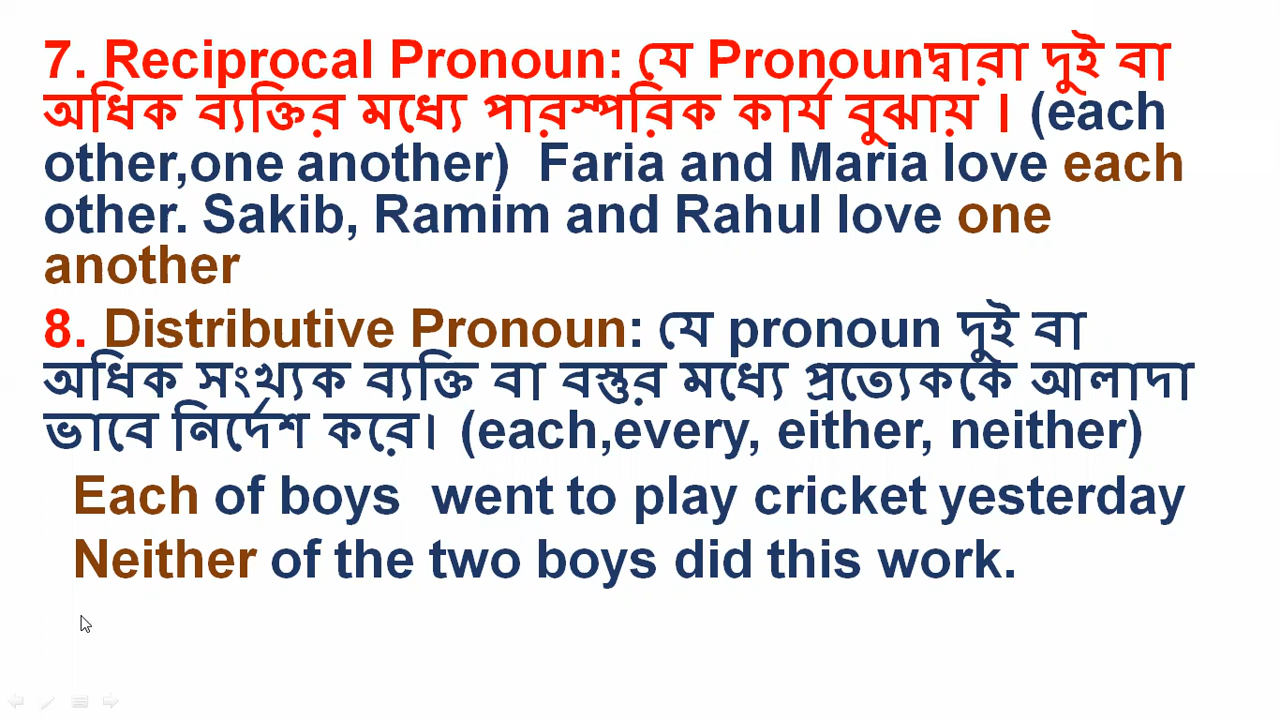 7. Reciprocal Pronoun: যে Pronounদ্বারা দুই বা
অধিক ব্যক্তির মধ্যে পারস্পরিক কার্য বুঝায় । (each
other,one another)  Faria and Maria love each
other. Sakib, Ramim and Rahul love one
another
8. Distributive Pronoun: যে pronoun দুই বা
অধিক সংখ্যক ব্যক্তি বা বস্তুর মধ্যে প্রত্যেককে আলাদা
ভাবে নির্দেশ করে। (each,every, either, neither)
Each of boys  went to play cricket yesterday
Neither of the two boys did this work.